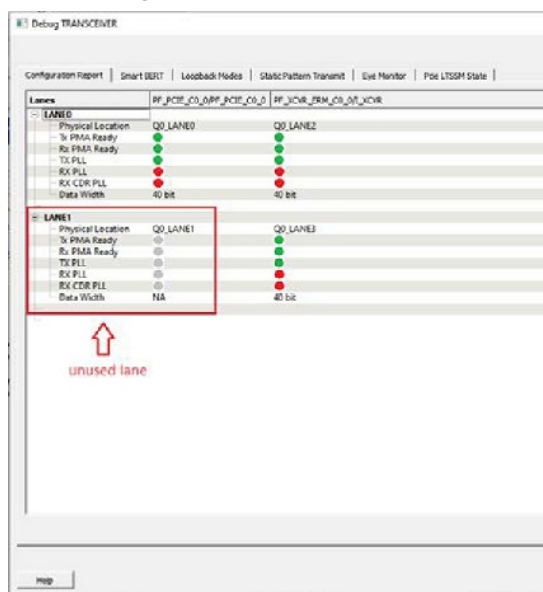 Debug TRANSCEIVER
Configuration Report | Smart BERT | Loopback Modes | Static Pattern Transmit | Eye Monitor | Pcie LTSSM State |
Lanes PF_PCIE_C0_0/PF_PCIE_C0_0 PF_XCVR_ERM_C0_0/I_XCVR
LANE0
Physical Location Q0_LANE0 Q0_LANE2
Tx PMA Ready
Rx PMA Ready
TX PLL
RX PLL
RX CDR PLL
Data Width 40 bit 40 bit
LANE1
Physical Location Q0_LANE1 Q0_LANE3
Tx PMA Ready
Rx PMA Ready
TX PLL
RX PLL
RX CDR PLL
Data Width NA 40 bit
unused lane
Help